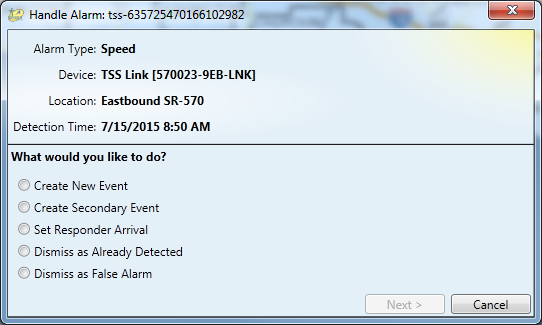 Handle Alarm: tss-635725470166102982
Alarm Type: Speed
Device: TSS Link [570023-9EB-LNK]
Location: Eastbound SR-570
Detection Time: 7/15/2015 8:50 AM
What would you like to do?
Create New Event
Create Secondary Event
Set Responder Arrival
Dismiss as Already Detected
Dismiss as False Alarm
Next > Cancel